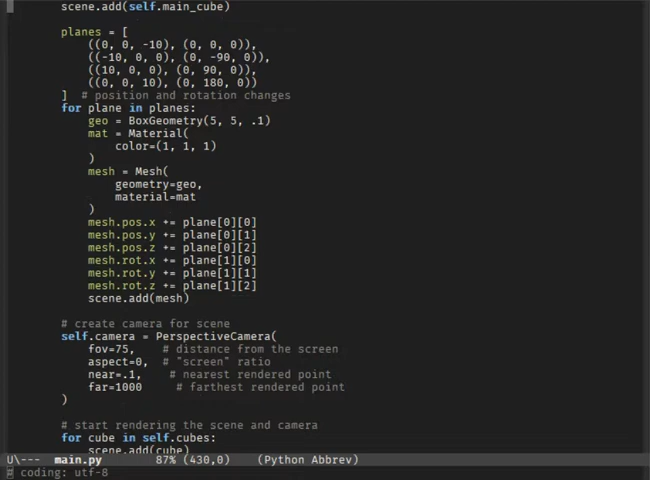 scene.add(self.main_cube)
planes = [
((0, 0, -10), (0, 0, 0)),
((-10, 0, 0), (0, -90, 0)),
((10, 0, 0), (0, 90, 0)),
((0, 0, 10), (0, 180, 0))
]  # position and rotation changes
for plane in planes:
geo = BoxGeometry(5, 5, .1)
mat = Material(
color=(1, 1, 1)
)
mesh = Mesh(
geometry=geo,
material=mat
)
mesh.pos.x += plane[0][0]
mesh.pos.y += plane[0][1]
mesh.pos.z += plane[0][2]
mesh.rot.x += plane[1][0]
mesh.rot.y += plane[1][1]
mesh.rot.z += plane[1][2]
scene.add(mesh)
# create camera for scene
self.camera = PerspectiveCamera(
fov=75,    # distance from the screen
aspect=0,  # "screen" ratio
near=.1,    # nearest rendered point
far=1000     # farthest rendered point
)
# start rendering the scene and camera
for cube in self.cubes:
scene.add(cube)
U\---  main.py        87% (430,0)    (Python Abbrev)
# coding: utf-8